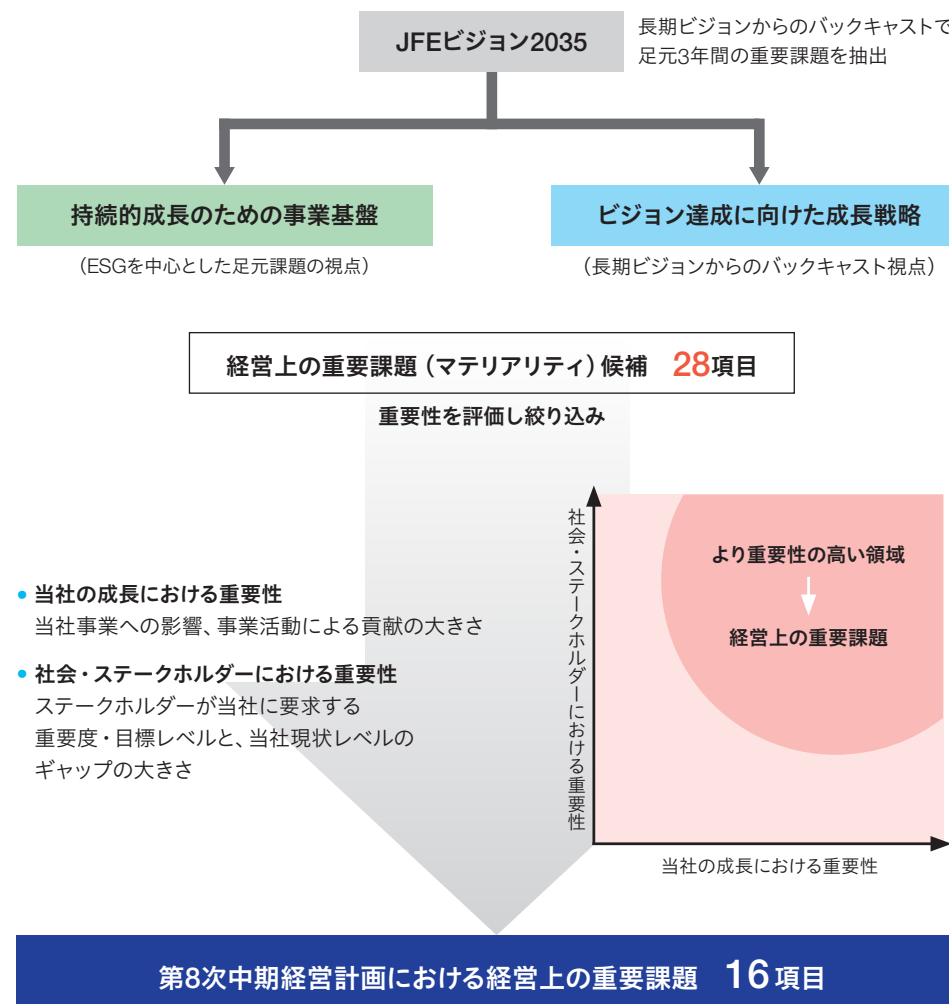 JFEビジョン2035
長期ビジョンからのバックキャストで
足元3年間の重要課題を抽出
持続的成長のための事業基盤
ビジョン達成に向けた成長戦略
（ESGを中心とした足元課題の視点）
（長期ビジョンからのバックキャスト視点）
経営上の重要課題（マテリアリティ）候補 28項目
重要性を評価し絞り込み
社会・ステークホルダーにおける重要性
より重要性の高い領域
経営上の重要課題
当社の成長における重要性
• 当社の成長における重要性
当社事業への影響、事業活動による貢献の大きさ
• 社会・ステークホルダーにおける重要性
ステークホルダーが当社に要求する
重要度・目標レベルと、当社現状レベルの
ギャップの大きさ
第8次中期経営計画における経営上の重要課題 16項目